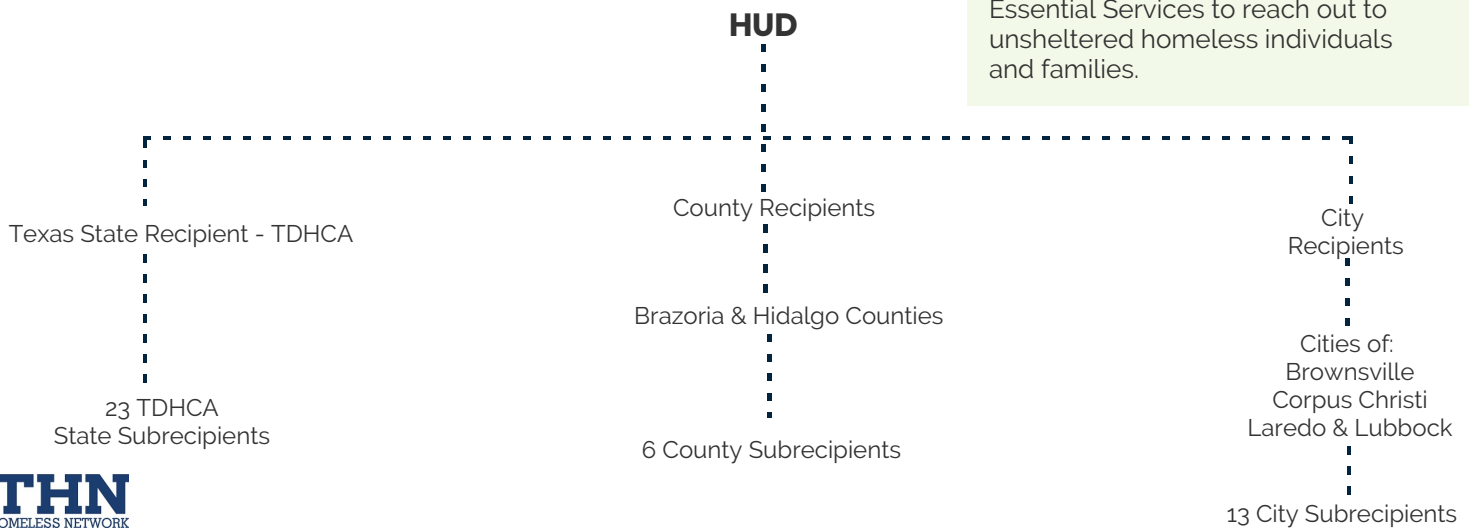 HUD
Essential Services to reach out to
unsheltered homeless individuals
and families.
Texas State Recipient - TDHCA
23 TDHCA
State Subrecipients
County Recipients
Brazoria & Hidalgo Counties
6 County Subrecipients
City
Recipients
Cities of:
Brownsville
Corpus Christi
Laredo & Lubbock
13 City Subrecipients
THN
HOMELESS NETWORK